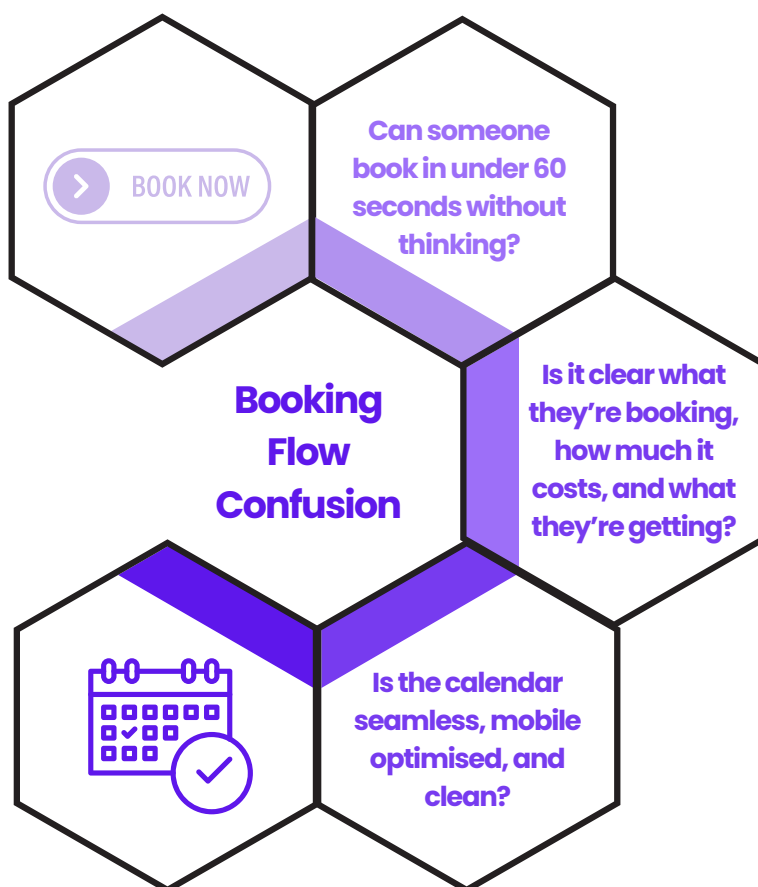 BOOK NOW
Can someone
book in under 60
seconds without
thinking?
Is it clear what
they’re booking,
how much it
costs, and what
they’re getting?
Booking
Flow
Confusion
Is the calendar
seamless, mobile
optimised, and
clean?